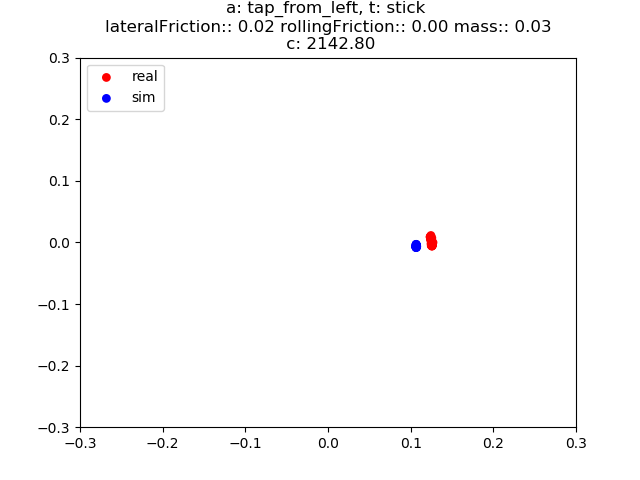 a: tap_from_left, t: stick
lateralFriction:: 0.02 rollingFriction:: 0.00 mass:: 0.03
c: 2142.80
real
sim
0.3
0.2
0.1
0.0
−0.1
−0.2
−0.3
−0.3 −0.2 −0.1 0.0 0.1 0.2 0.3